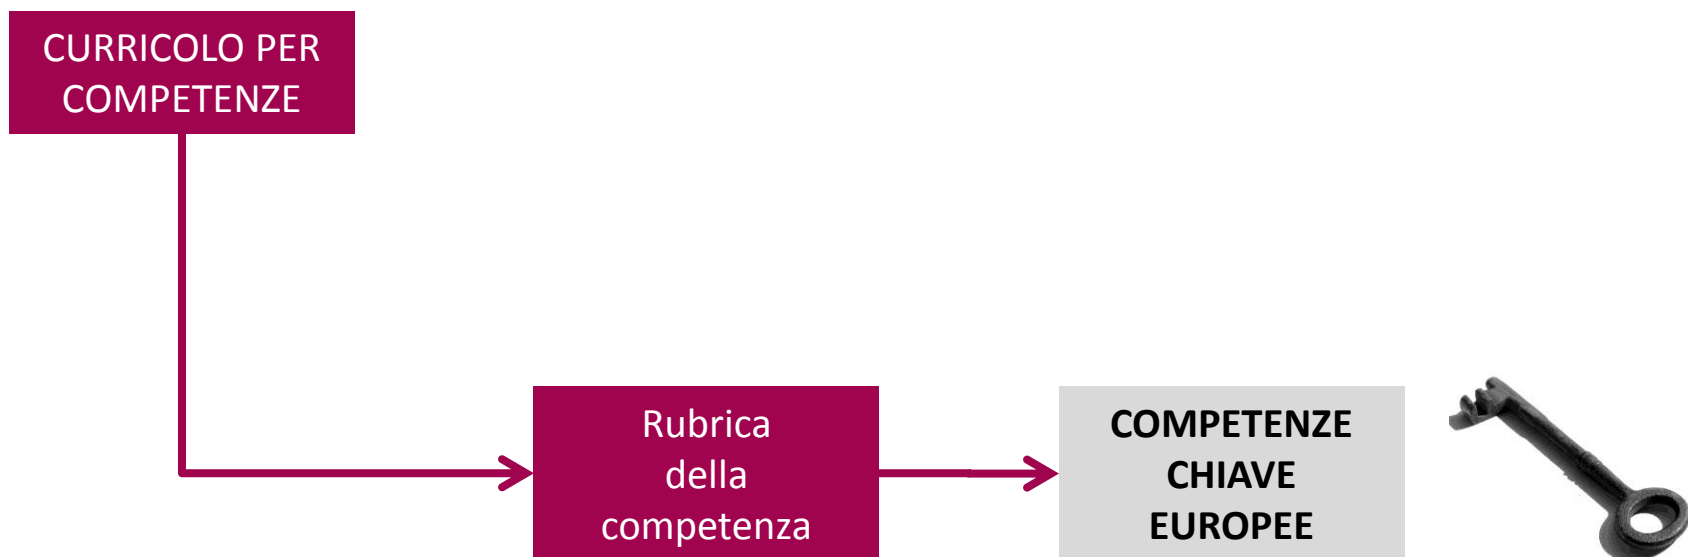 CURRICOLO PER
COMPETENZE
Rubrica
della
competenza
COMPETENZE
CHIAVE
EUROPEE